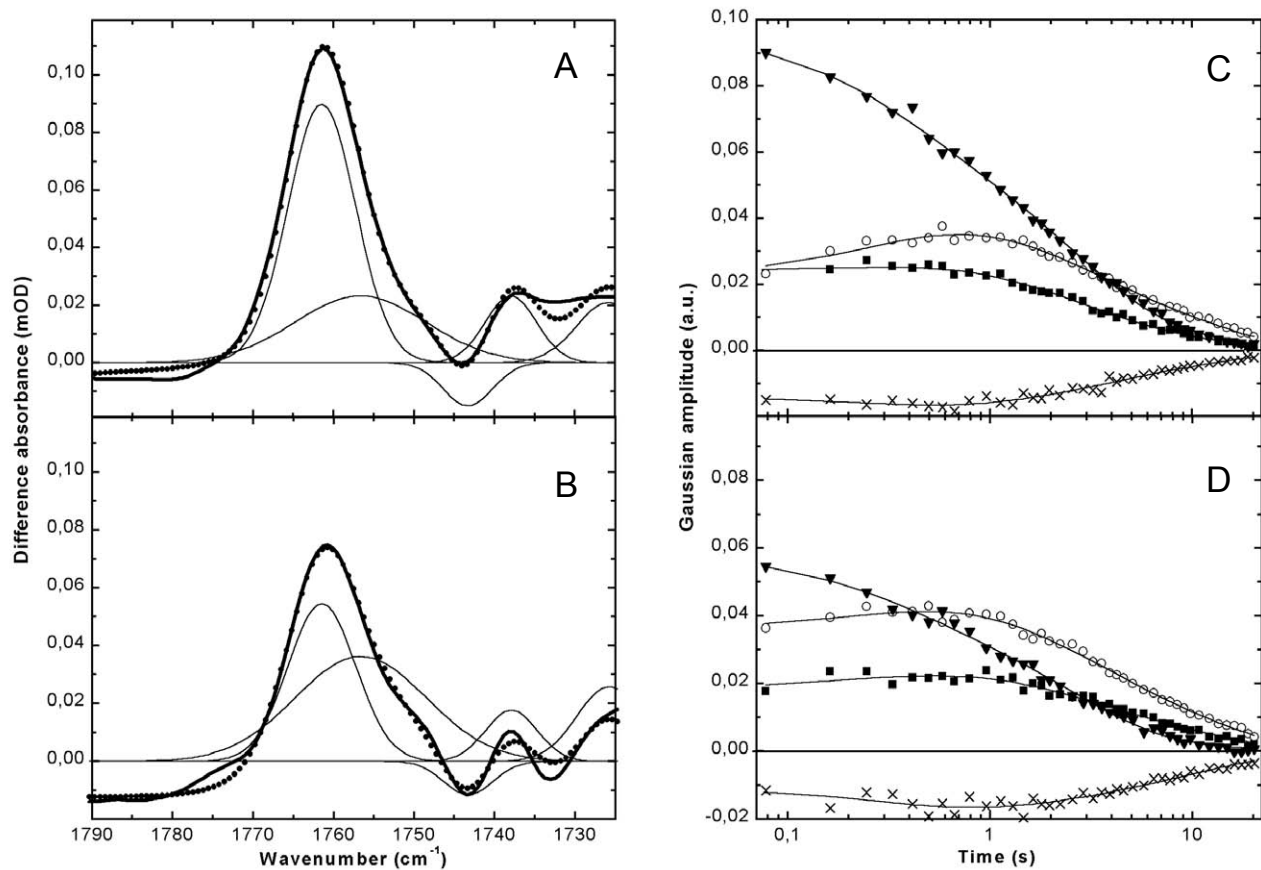 A
0,10
0,08
0,06
0,04
0,02
0,00
Difference absorbance (mOD)
B
0,10
0,08
0,06
0,04
0,02
0,00
1790 1780 1770 1760 1750 1740 1730
Wavenumber (cm⁻¹)
C
0,10
0,08
0,06
0,04
0,02
0,00
Gaussian amplitude (a.u.)
D
0,08
0,06
0,04
0,02
0,00
-0,02
0,1 1 10
Time (s)